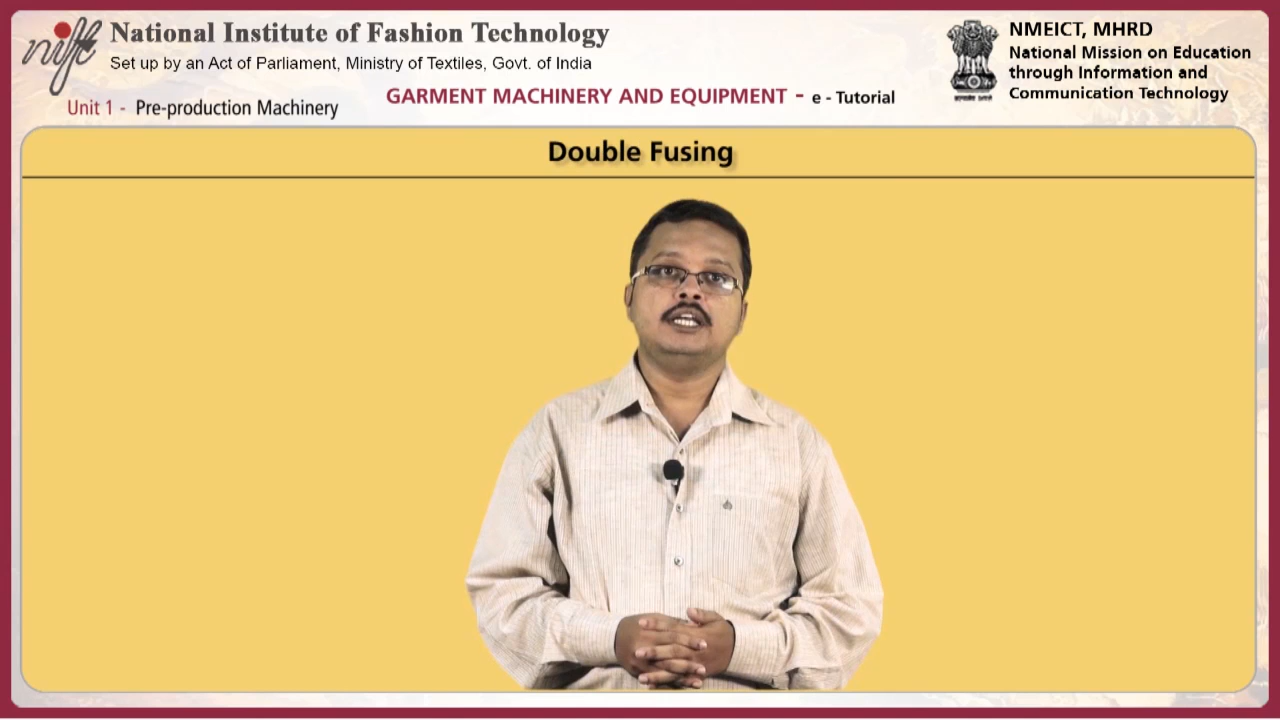 nift
National Institute of Fashion Technology
Set up by an Act of Parliament, Ministry of Textiles, Govt. of India
NMEICT, MHRD
National Mission on Education
through Information and
Communication Technology
Unit 1 - Pre-production Machinery
GARMENT MACHINERY AND EQUIPMENT - e - Tutorial
Double Fusing